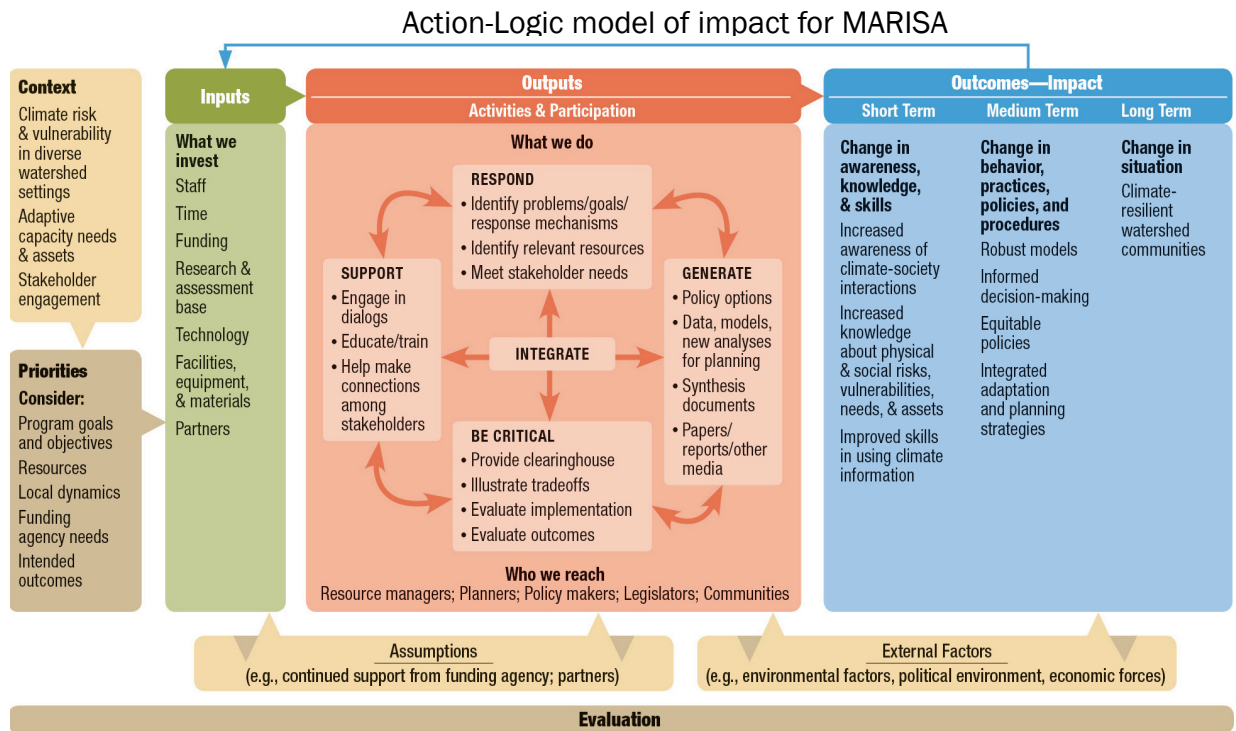 Action-Logic model of impact for MARISA
Context
Climate risk
& vulnerability
in diverse
watershed
settings
Adaptive
capacity needs
& assets
Stakeholder
engagement
Priorities
Consider:
Program goals
and objectives
Resources
Local dynamics
Funding
agency needs
Intended
outcomes
Inputs
What we
invest
Staff
Time
Funding
Research &
assessment
base
Technology
Facilities,
equipment,
& materials
Partners
Outputs
Activities & Participation
What we do
RESPOND
• Identify problems/goals/
response mechanisms
• Identify relevant resources
• Meet stakeholder needs
SUPPORT
• Engage in
dialogs
• Educate/train
• Help make
connections
among
stakeholders
INTEGRATE
GENERATE
• Policy options
• Data, models,
new analyses
for planning
• Synthesis
documents
• Papers/
reports/other
media
BE CRITICAL
• Provide clearinghouse
• Illustrate tradeoffs
• Evaluate implementation
• Evaluate outcomes
Who we reach
Resource managers; Planners; Policy makers; Legislators; Communities
Outcomes—Impact
Short Term
Medium Term
Long Term
Change in
awareness,
knowledge,
& skills
Increased
awareness of
climate-society
interactions
Increased
knowledge
about physical
& social risks,
vulnerabilities,
needs, & assets
Improved skills
in using climate
information
Change in
behavior,
practices,
policies, and
procedures
Robust models
Informed
decision-making
Equitable
policies
Integrated
adaptation
and planning
strategies
Change in
situation
Climate-
resilient
watershed
communities
Assumptions
(e.g., continued support from funding agency; partners)
External Factors
(e.g., environmental factors, political environment, economic forces)
Evaluation